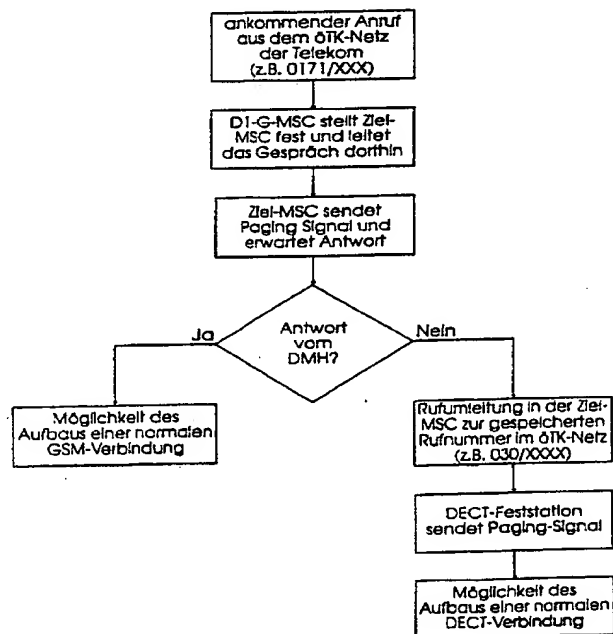 ankommender Anruf
aus dem öTK-Netz
der Telekom
(z.B. 0171/XXX)
D1-G-MSC stellt Ziel-
MSC fest und leitet
das Gespräch dorthin
Ziel-MSC sendet
Paging Signal und
erwartet Antwort
Antwort
vom
DMH?
Ja
Nein
Möglichkeit des
Aufbaus einer normalen
GSM-Verbindung
Rufumleitung in der Ziel-
MSC zur gespeicherten
Rufnummer im öTK-Netz
(z.B. 030/XXXX)
DECT-Feststation
sendet Paging-Signal
Möglichkeit des
Aufbaus einer normalen
DECT-Verbindung